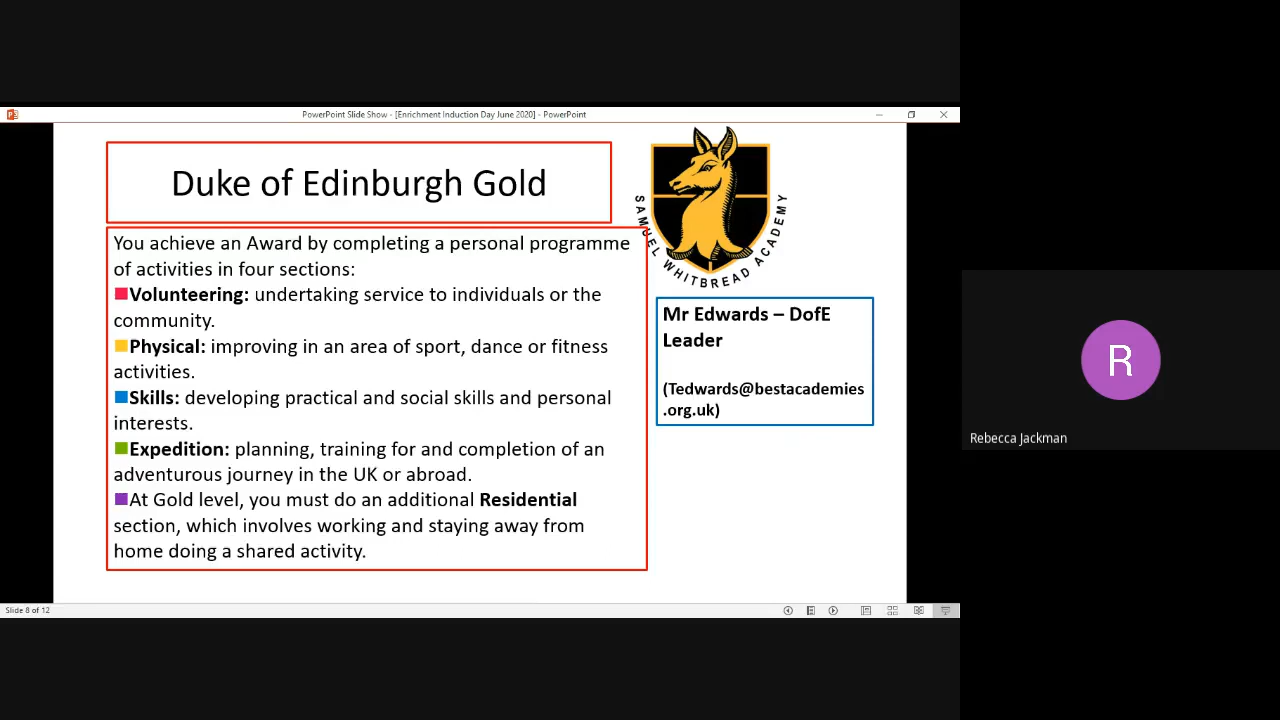 PowerPoint Slide Show - [Enrichment Induction Day June 2020] - PowerPoint
Duke of Edinburgh Gold
SAMUEL WHITBREAD ACADEMY
You achieve an Award by completing a personal programme
of activities in four sections:
Volunteering: undertaking service to individuals or the
community.
Physical: improving in an area of sport, dance or fitness
activities.
Skills: developing practical and social skills and personal
interests.
Expedition: planning, training for and completion of an
adventurous journey in the UK or abroad.
At Gold level, you must do an additional Residential
section, which involves working and staying away from
home doing a shared activity.
Mr Edwards – DofE
Leader
(Tedwards@bestacademies
.org.uk)
R
Rebecca Jackman
Slide 8 of 12